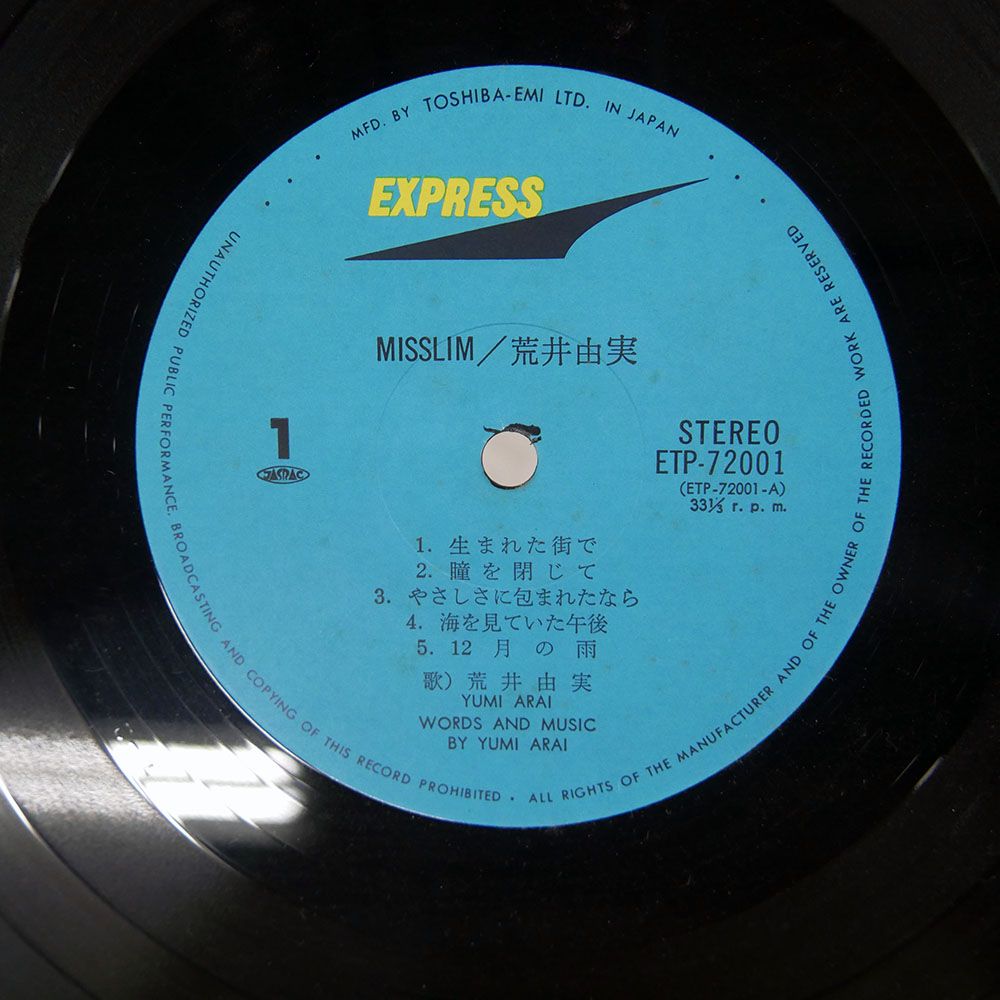 MFD. BY TOSHIBA-EMI LTD. IN JAPAN
EXPRESS
MISSLIM/荒井由実
1
JASRAC
STEREO
ETP-72001
(ETP-72001-A)
33⅓ r. p. m.
1. 生まれた街で
2. 瞳を閉じて
3. やさしさに包まれたなら
4. 海を見ていた午後
5. 12月の雨
歌) 荒井由実
YUMI ARAI
WORDS AND MUSIC
BY YUMI ARAI
UNAUTHORIZED PUBLIC PERFORMANCE, BROADCASTING AND COPYING OF THIS RECORD PROHIBITED • ALL RIGHTS OF THE MANUFACTURER AND OF THE OWNER OF THE RECORDED WORK ARE RESERVED